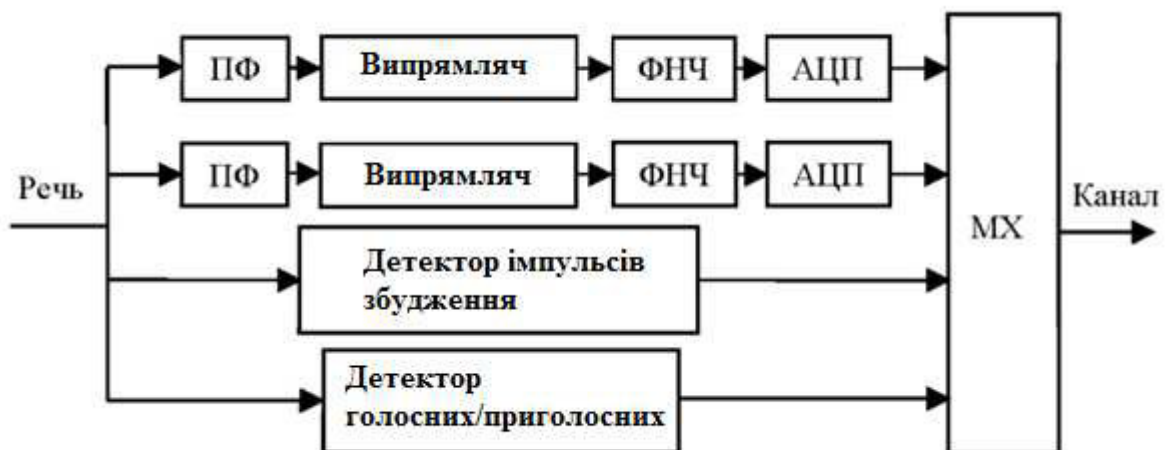 ПФ Випрямляч ФНЧ АЦП
ПФ Випрямляч ФНЧ АЦП
Речь
Канал
МХ
Детектор імпульсів
збудження
Детектор
голосних/приголосних